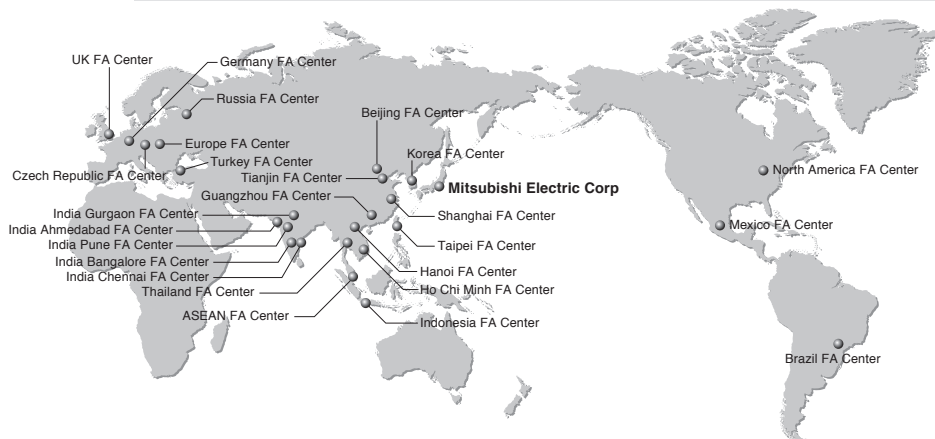 UK FA Center
Germany FA Center
Russia FA Center
Beijing FA Center
Europe FA Center
Korea FA Center
Turkey FA Center
Czech Republic FA Center
Tianjin FA Center
North America FA Center
Mitsubishi Electric Corp
Guangzhou FA Center
India Gurgaon FA Center
Shanghai FA Center
Mexico FA Center
India Ahmedabad FA Center
India Pune FA Center
Taipei FA Center
India Bangalore FA Center
India Chennai FA Center
Hanoi FA Center
Thailand FA Center
Ho Chi Minh FA Center
ASEAN FA Center
Indonesia FA Center
Brazil FA Center